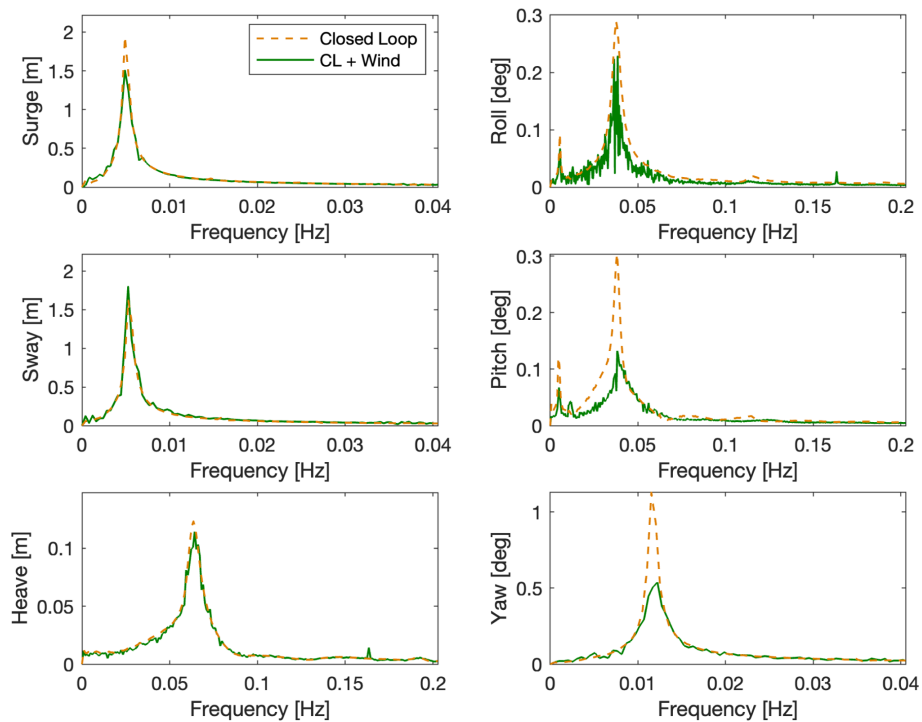 Surge [m]
2
1.5
1
0.5
0
Closed Loop
CL + Wind
0 0.01 0.02 0.03 0.04
Frequency [Hz]
Roll [deg]
0.3
0.2
0.1
0
0 0.05 0.1 0.03 0.2
Frequency [Hz]
Sway [m]
2
1.5
1
0.5
0
0 0.01 0.02 0.03 0.04
Frequency [Hz]
Pitch [deg]
0.3
0.2
0.1
0
0 0.05 0.1 0.15 0.2
Frequency [Hz]
Heave [m]
0.1
0.05
0
0 0.05 0.1 0.15 0.2
Frequency [Hz]
Yaw [deg]
1
0.5
0
0 0.01 0.02 0.03 0.04
Frequency [Hz]